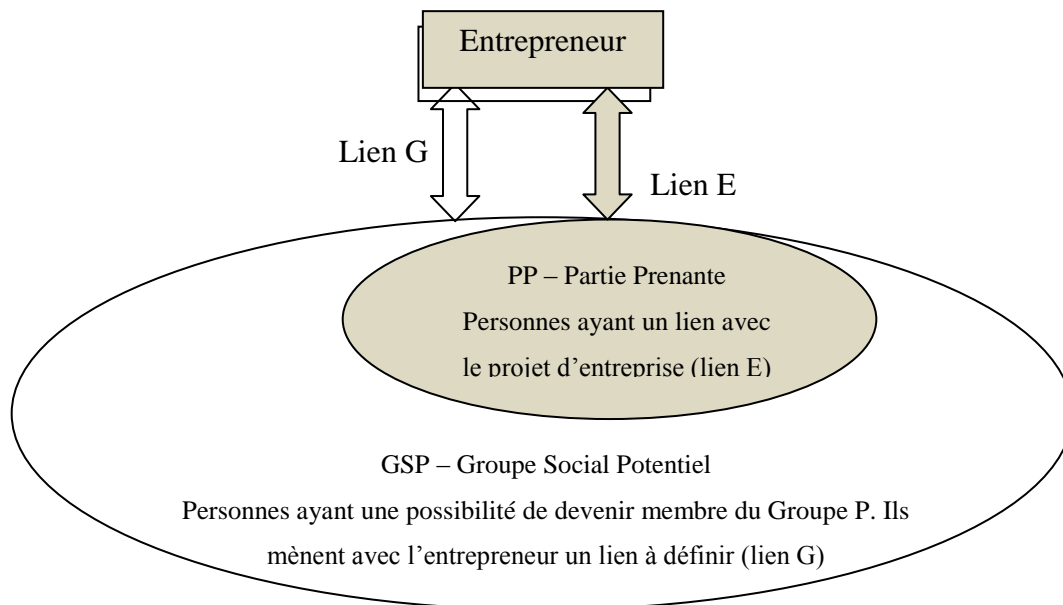 Entrepreneur
Lien G
Lien E
PP – Partie Prenante
Personnes ayant un lien avec
le projet d’entreprise (lien E)
GSP – Groupe Social Potentiel
Personnes ayant une possibilité de devenir membre du Groupe P. Ils
mènent avec l’entrepreneur un lien à définir (lien G)